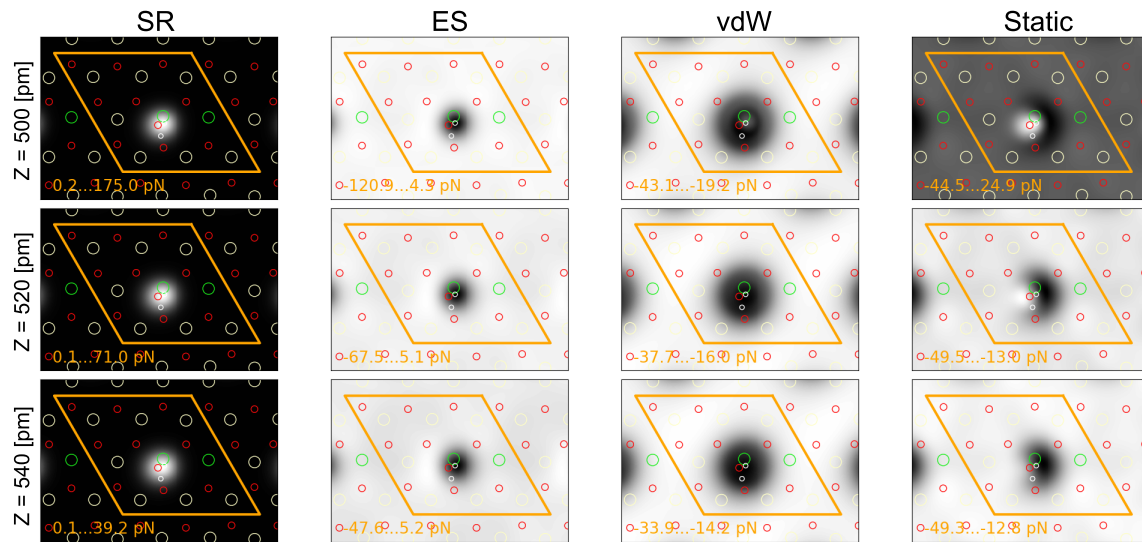 SR ES vdW Static
Z = 500 [pm]
0.2...175.0 pN -120.9...4.3 pN -43.1...-19.2 pN -44.5...24.9 pN
Z = 520 [pm]
0.1...71.0 pN -67.5...5.1 pN -37.7...-16.0 pN -49.5...-13.0 pN
Z = 540 [pm]
0.1...39.2 pN -47.6...5.2 pN -33.9...-14.2 pN -49.3...-12.8 pN